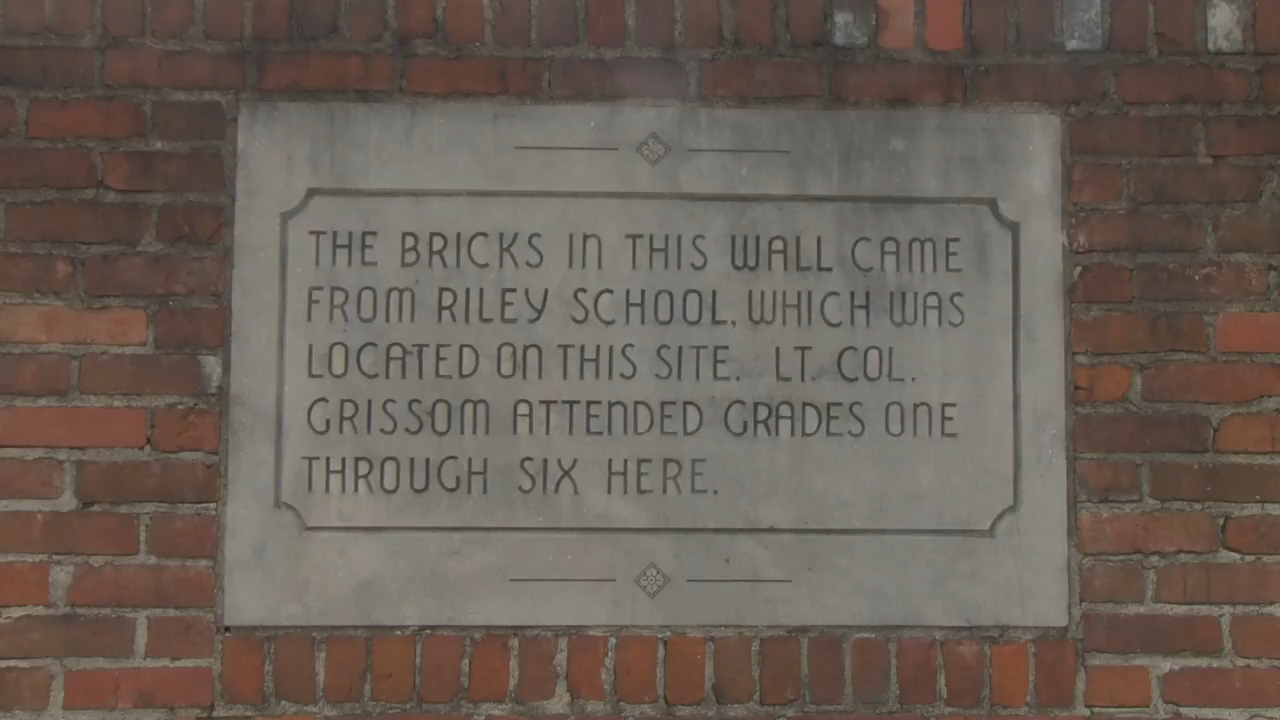 THE BRICKS IN THIS WALL CAME
FROM RILEY SCHOOL, WHICH WAS
LOCATED ON THIS SITE. LT. COL.
GRISSOM ATTENDED GRADES ONE
THROUGH SIX HERE.